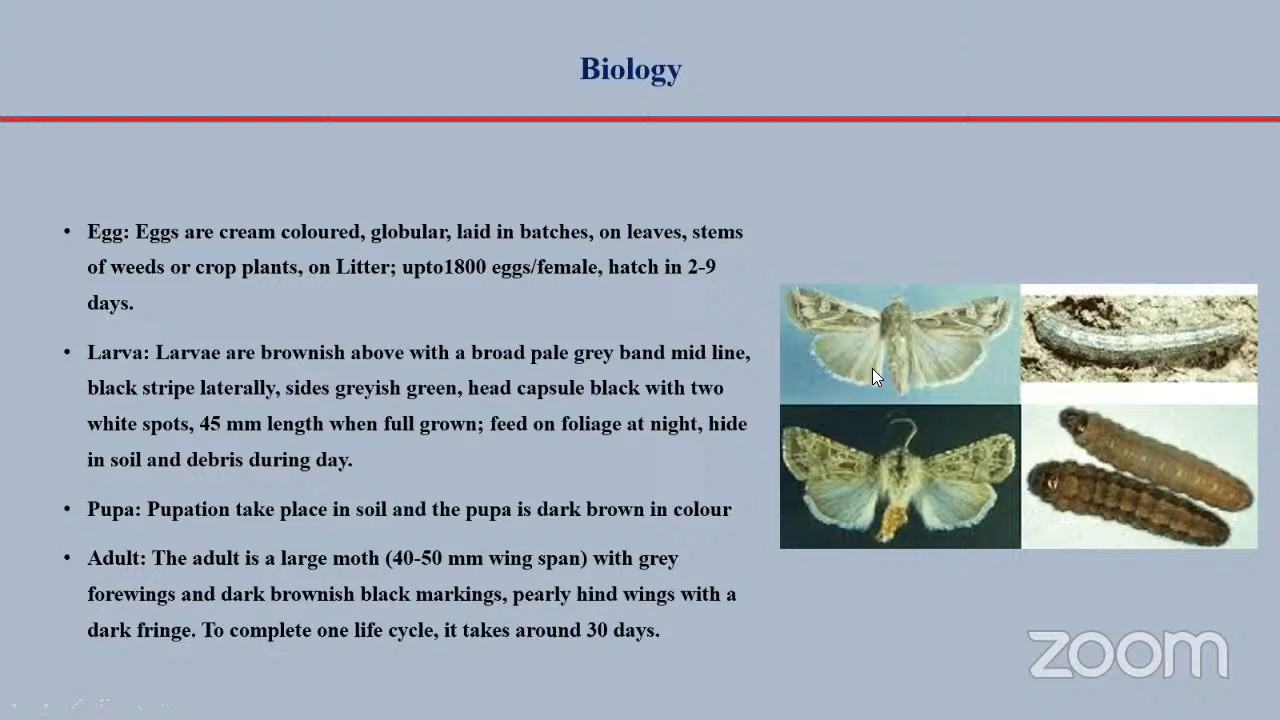 Biology
• Egg: Eggs are cream coloured, globular, laid in batches, on leaves, stems
of weeds or crop plants, on Litter; upto1800 eggs/female, hatch in 2-9
days.
• Larva: Larvae are brownish above with a broad pale grey band mid line,
black stripe laterally, sides greyish green, head capsule black with two
white spots, 45 mm length when full grown; feed on foliage at night, hide
in soil and debris during day.
• Pupa: Pupation take place in soil and the pupa is dark brown in colour
• Adult: The adult is a large moth (40-50 mm wing span) with grey
forewings and dark brownish black markings, pearly hind wings with a
dark fringe. To complete one life cycle, it takes around 30 days.
zoom